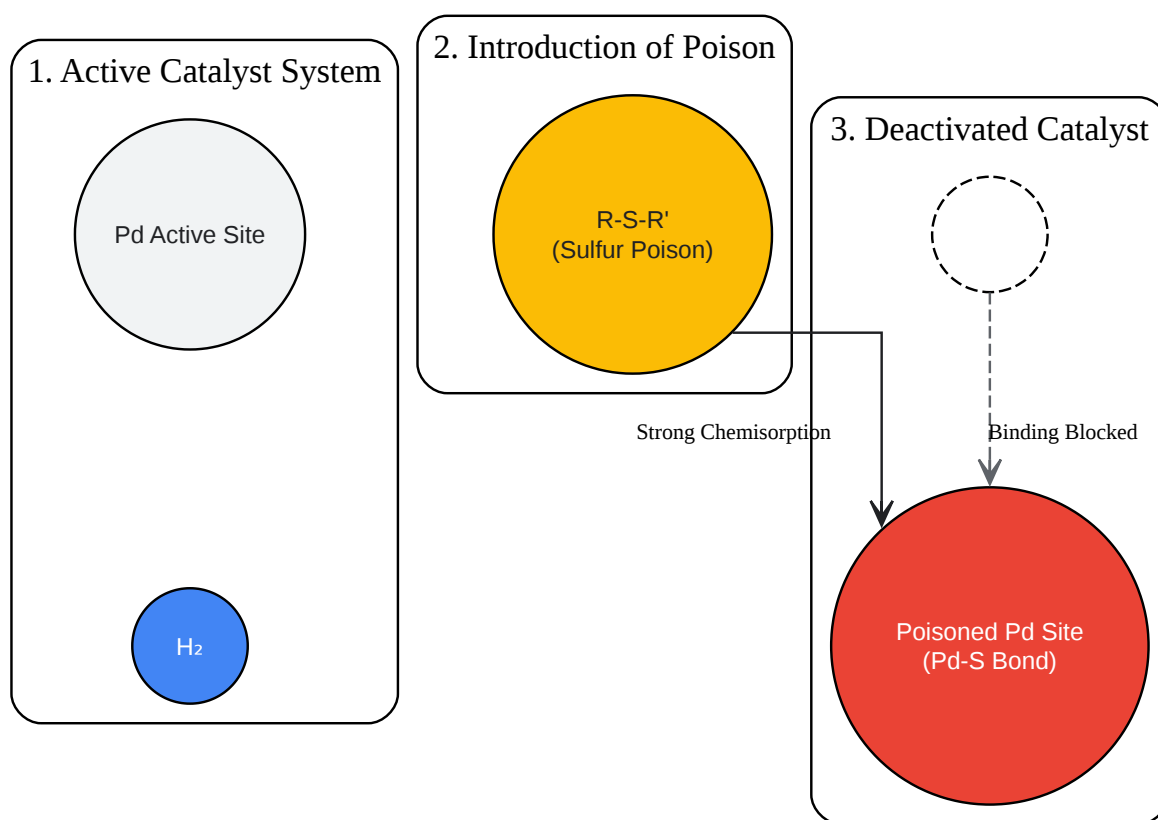 1. Active Catalyst System
Pd Active Site
H₂
2. Introduction of Poison
R-S-R'
(Sulfur Poison)
Strong Chemisorption
3. Deactivated Catalyst
Binding Blocked
Poisoned Pd Site
(Pd-S Bond)